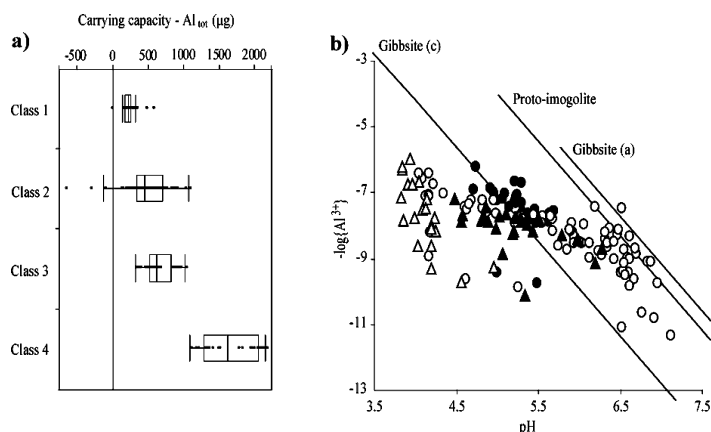 Carrying capacity - Al tot (µg)
a)
-500 0 500 1000 1500 2000
Class 1
Class 2
Class 3
Class 4
b)
Gibbsite (c)
Proto-imogolite
Gibbsite (a)
-3
-5
-7
-9
-11
-13
-log{Al3+}
3.5 4.5 5.5 6.5 7.5
pH